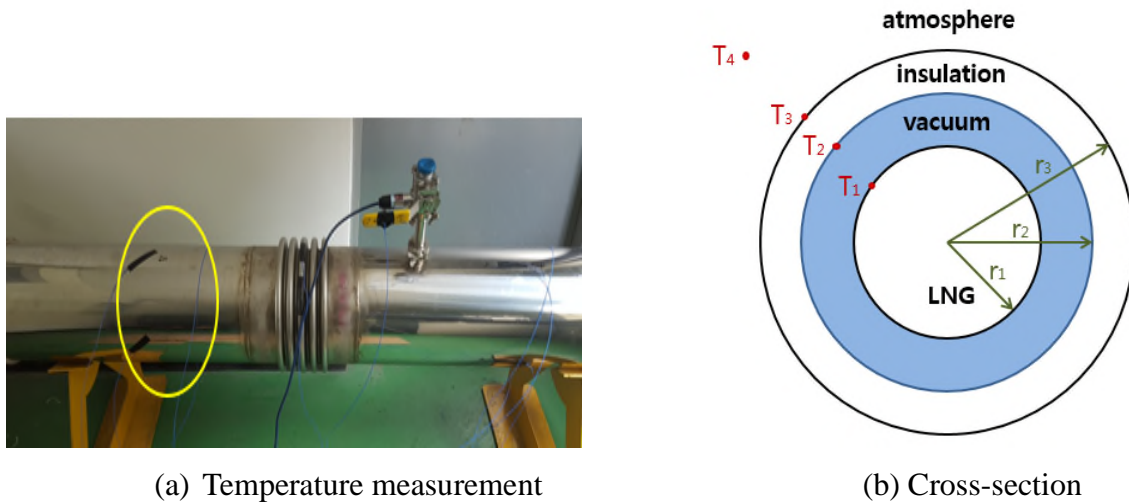 atmosphere
T4
insulation
T3
vacuum
T2
r3
T1
r2
r1
LNG
(a) Temperature measurement
(b) Cross-section